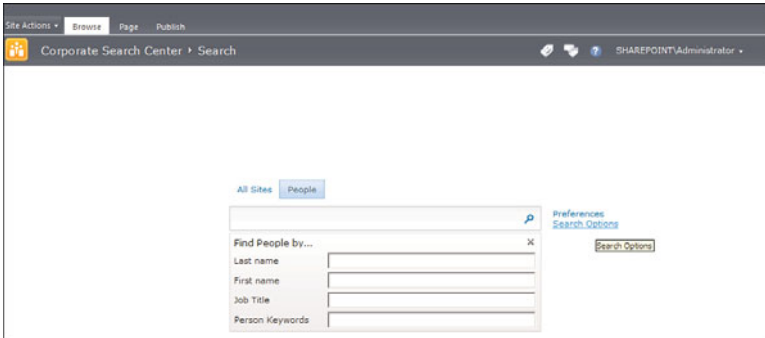 Site Actions Browse Page Publish
Corporate Search Center Search SHAREPOINT\Administrator
All Sites People
Preferences
Search Options
Find People by...
Search Options
Last name
First name
Job Title
Person Keywords